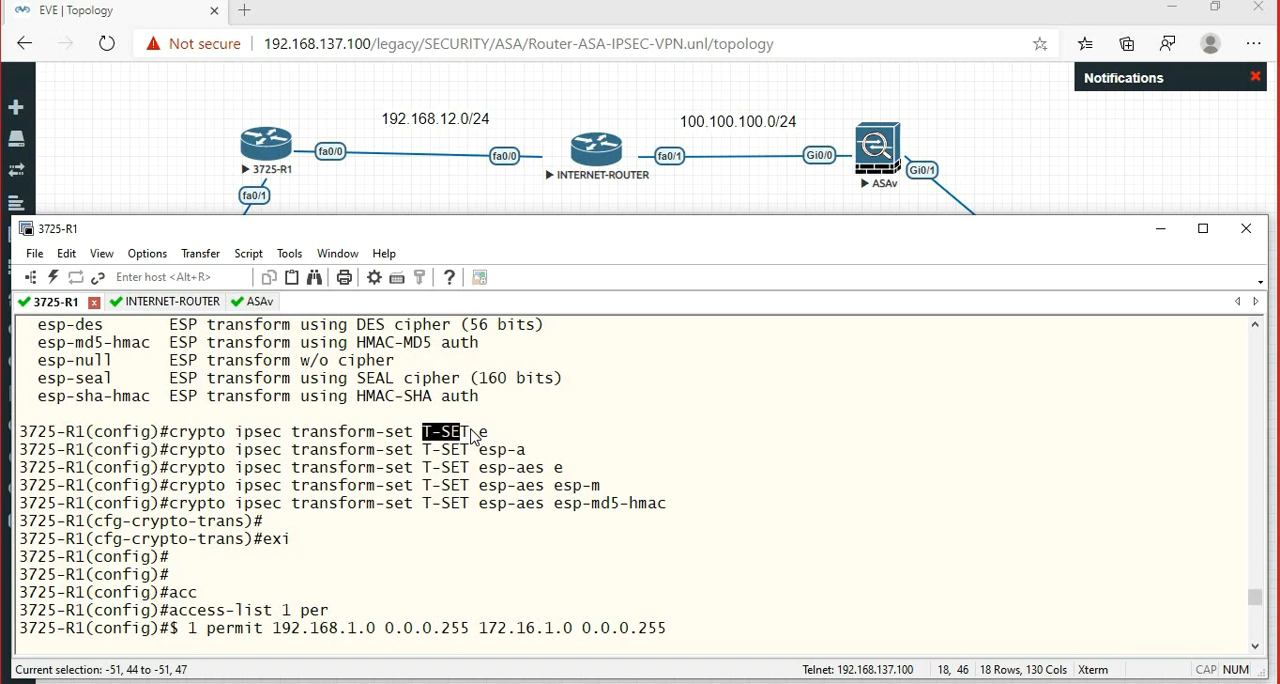 EVE | Topology
Not secure 192.168.137.100/legacy/SECURITY/ASA/Router-ASA-IPSEC-VPN.unl/topology
Notifications
192.168.12.0/24
100.100.100.0/24
fa0/0
fa0/0
fa0/1
Gi0/0
Gi0/1
3725-R1
INTERNET-ROUTER
ASAv
fa0/1
3725-R1
File Edit View Options Transfer Script Tools Window Help
Enter host <Alt+R>
3725-R1 INTERNET-ROUTER ASAv
esp-des ESP transform using DES cipher (56 bits)
esp-md5-hmac ESP transform using HMAC-MD5 auth
esp-null ESP transform w/o cipher
esp-seal ESP transform using SEAL cipher (160 bits)
esp-sha-hmac ESP transform using HMAC-SHA auth
3725-R1(config)#crypto ipsec transform-set T-SET e
3725-R1(config)#crypto ipsec transform-set T-SET esp-a
3725-R1(config)#crypto ipsec transform-set T-SET esp-aes e
3725-R1(config)#crypto ipsec transform-set T-SET esp-aes esp-m
3725-R1(config)#crypto ipsec transform-set T-SET esp-aes esp-md5-hmac
3725-R1(cfg-crypto-trans)#
3725-R1(cfg-crypto-trans)#exi
3725-R1(config)#
3725-R1(config)#
3725-R1(config)#acc
3725-R1(config)#access-list 1 per
3725-R1(config)#$ 1 permit 192.168.1.0 0.0.0.255 172.16.1.0 0.0.0.255
Current selection: -51, 44 to -51, 47 Telnet: 192.168.137.100 18, 46 18 Rows, 130 Cols Xterm CAP NUM